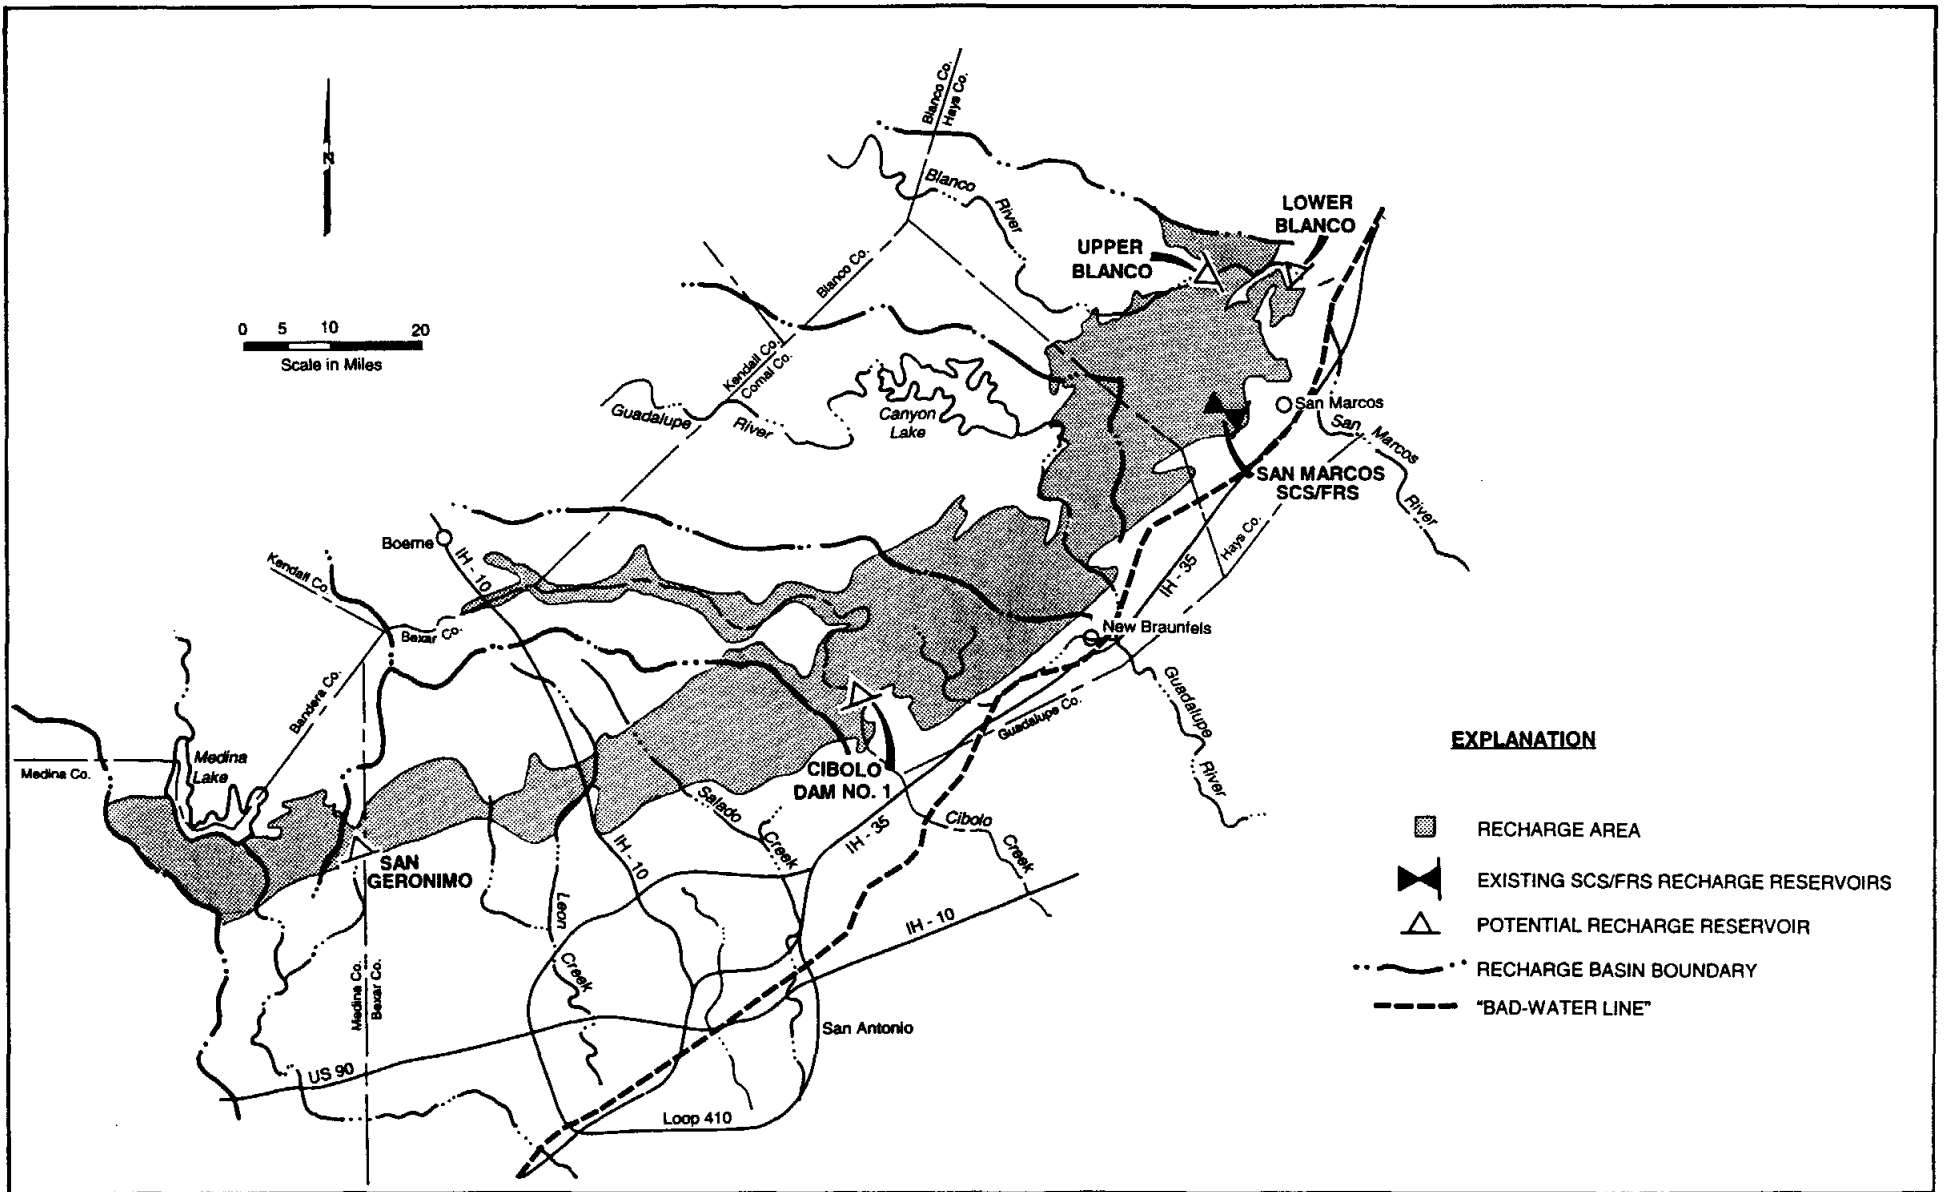 Blanco Co.
Hays Co.
N
Blanco
River
LOWER
BLANCO
UPPER
BLANCO
Blanco Co.
0 5 10 20
Scale in Miles
Kendall Co.
Comal Co.
Guadalupe
River
Canyon
Lake
San Marcos
San Marcos
River
SAN MARCOS
SCS/FRS
Hays Co.
IH - 35
Boerne
IH - 10
Kendall Co.
Bexar Co.
New Braunfels
Bandera Co.
Guadalupe
River
Guadalupe Co.
Medina Co.
Medina
Lake
CIBOLO
DAM NO. 1
Salado
Creek
IH - 35
Cibolo
Creek
SAN
GERONIMO
IH - 10
Leon
Creek
IH - 10
Medina Co.
Bexar Co.
San Antonio
US 90
Loop 410
EXPLANATION
RECHARGE AREA
EXISTING SCS/FRS RECHARGE RESERVOIRS
POTENTIAL RECHARGE RESERVOIR
RECHARGE BASIN BOUNDARY
"BAD-WATER LINE"